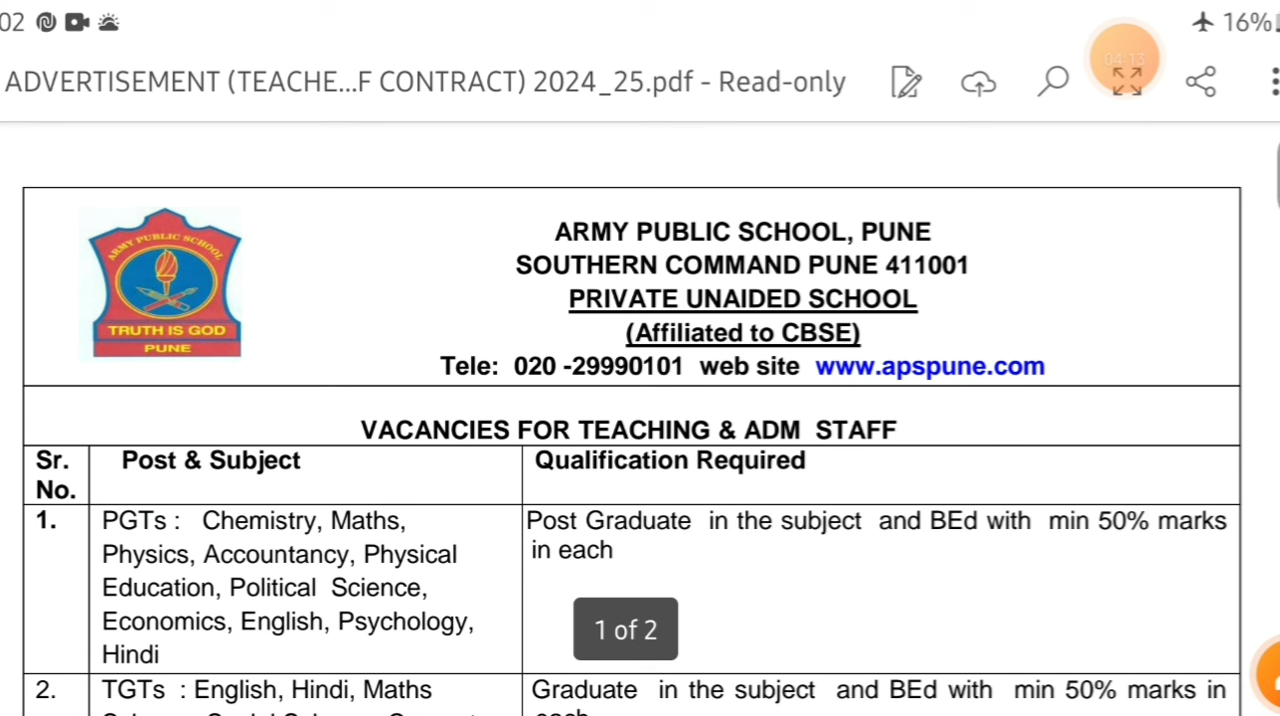 02
16%
04:13
ADVERTISEMENT (TEACHE...F CONTRACT) 2024_25.pdf - Read-only
ARMY PUBLIC SCHOOL
TRUTH IS GOD
PUNE
ARMY PUBLIC SCHOOL, PUNE
SOUTHERN COMMAND PUNE 411001
PRIVATE UNAIDED SCHOOL
(Affiliated to CBSE)
Tele: 020 -29990101 web site www.apspune.com
VACANCIES FOR TEACHING & ADM STAFF
Sr. No.
Post & Subject
Qualification Required
1.
PGTs : Chemistry, Maths,
Physics, Accountancy, Physical
Education, Political Science,
Economics, English, Psychology,
Hindi
Post Graduate in the subject and BEd with min 50% marks
in each
1 of 2
2.
TGTs : English, Hindi, Maths
Graduate in the subject and BEd with min 50% marks in